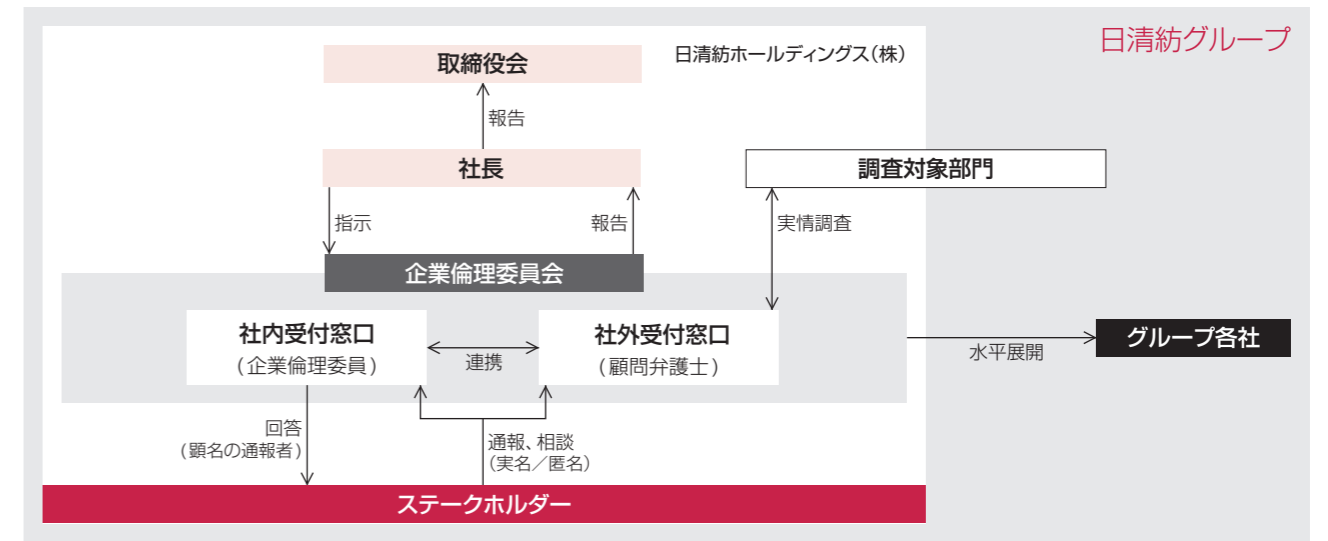 日清紡グループ
日清紡ホールディングス(株)
取締役会
報告
社長
調査対象部門
指示
報告
実情調査
企業倫理委員会
社内受付窓口
(企業倫理委員)
連携
社外受付窓口
(顧問弁護士)
水平展開
グループ各社
回答
(顕名の通報者)
通報、相談
(実名/匿名)
ステークホルダー